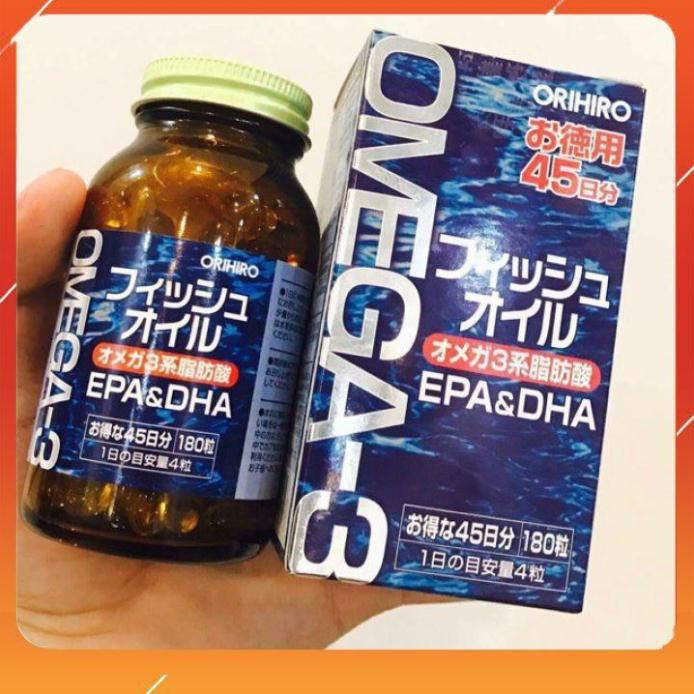 ORIHIRO
フィッシュ
オイル
オメガ3系脂肪酸
EPA&DHA
お得な45日分 180粒
1日の目安量4粒
OMEGA-3
ORIHIRO
お徳用
45日分
フィッシュ
オイル
オメガ3系脂肪酸
EPA&DHA
お得な45日分 180粒
1日の目安量4粒
OMEGA-3